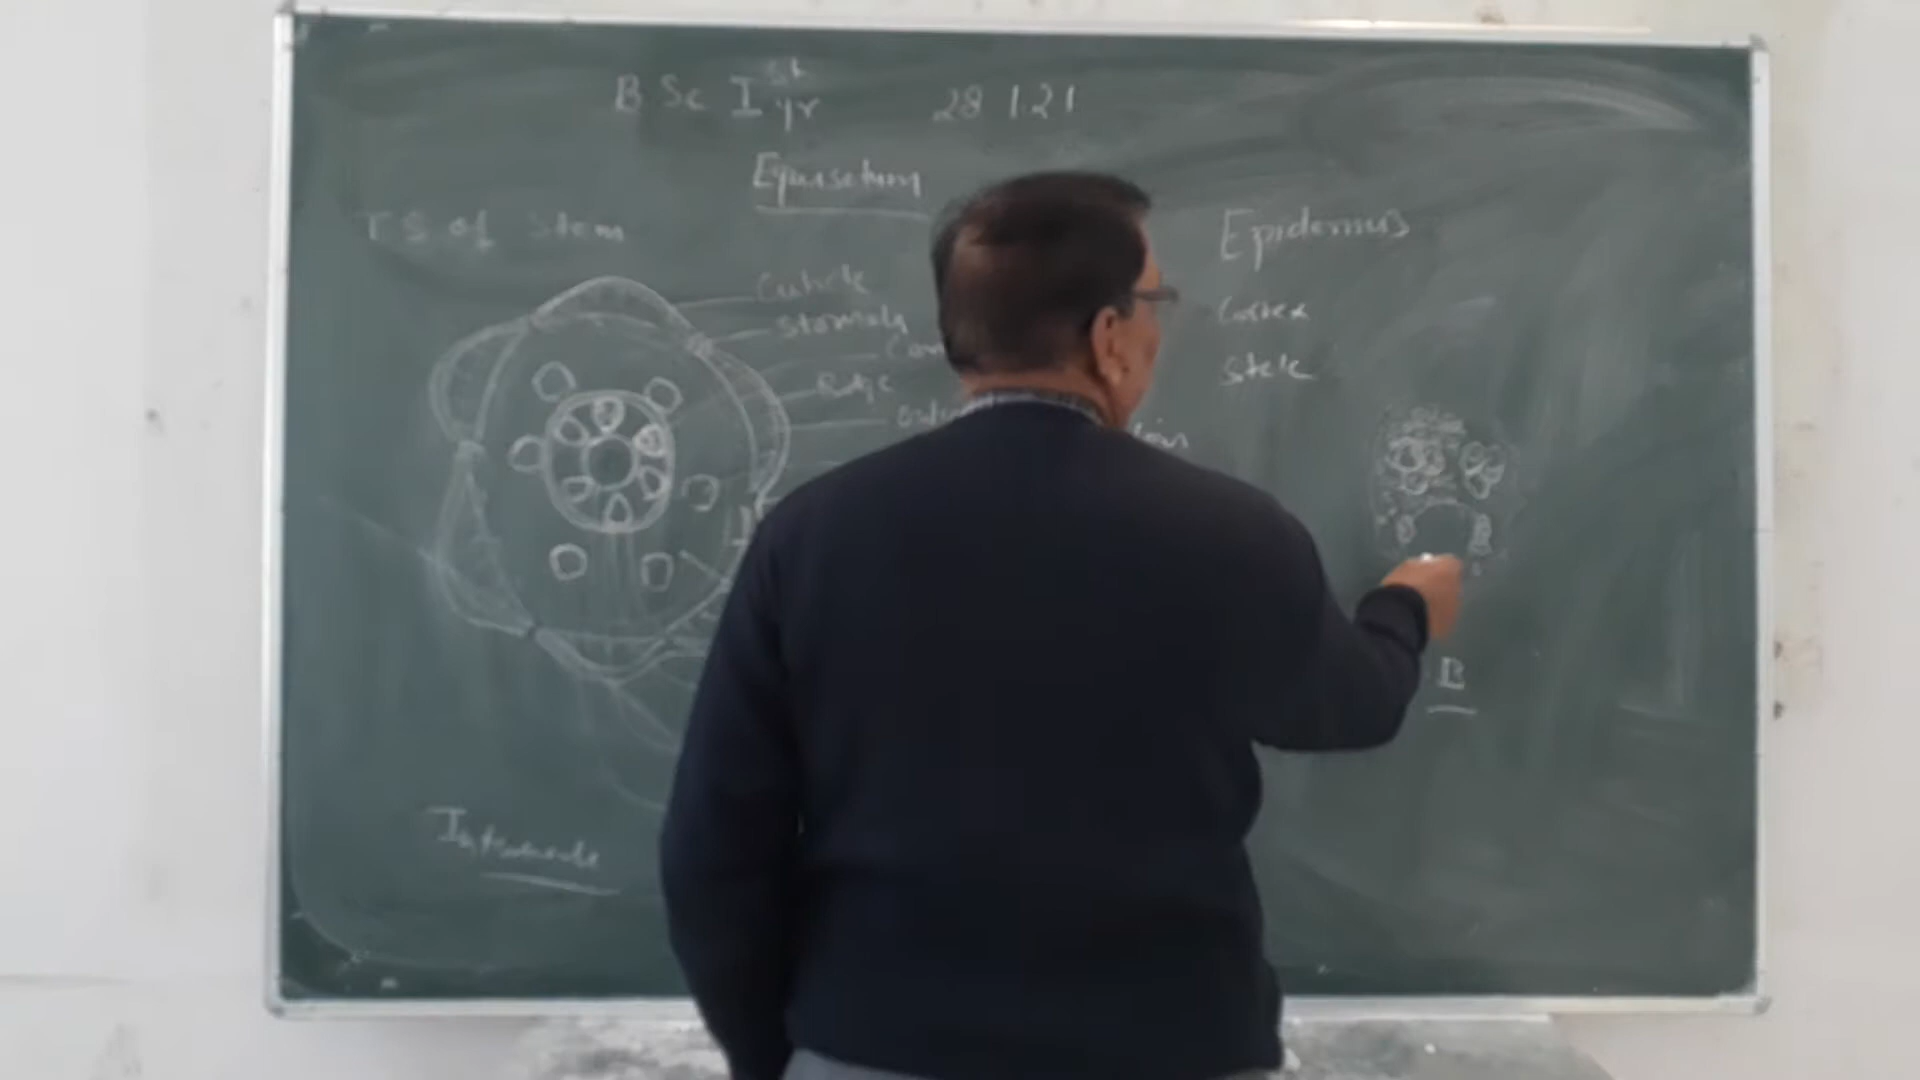 B Sc I st yr 28 1.21
Equisetum
T S of Stem
Cuticle
Stomata
Ridge
Epidermis
Cortex
Stele
B
Internode